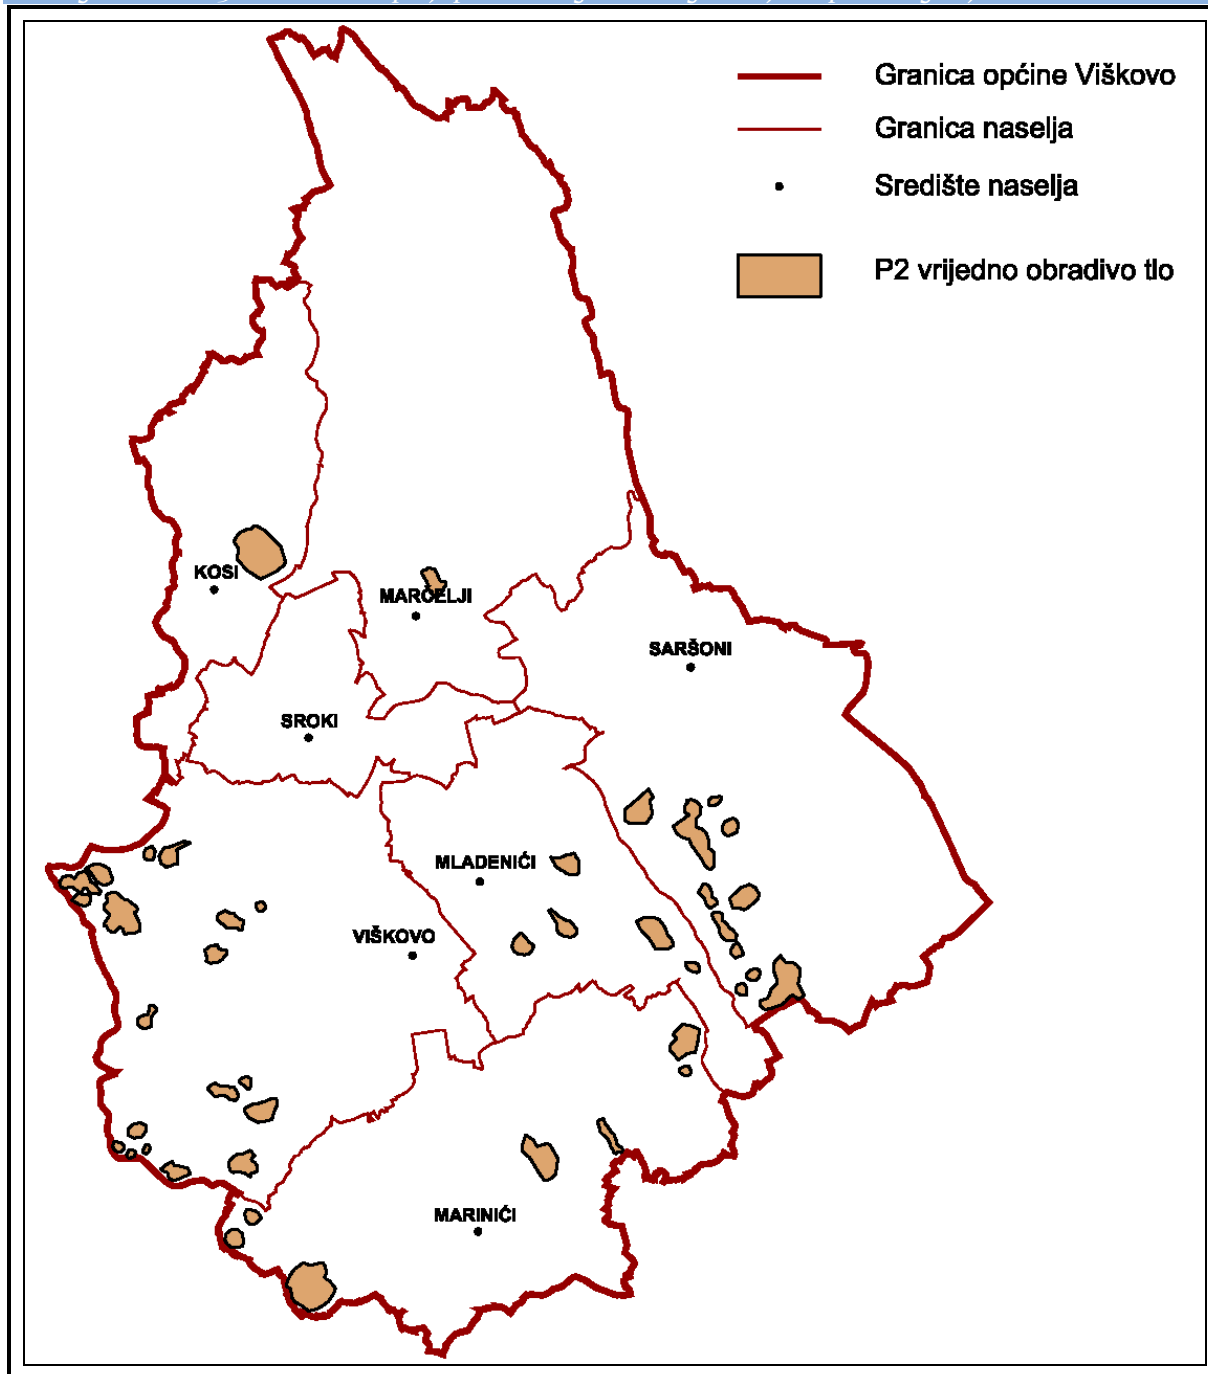 Granica općine Viškovo
Granica naselja
Središte naselja
P2 vrijedno obradivo tlo
KOSI
MARČELJI
SARŠONI
SROKI
MLADENIĆI
VIŠKOVO
MARINIĆI